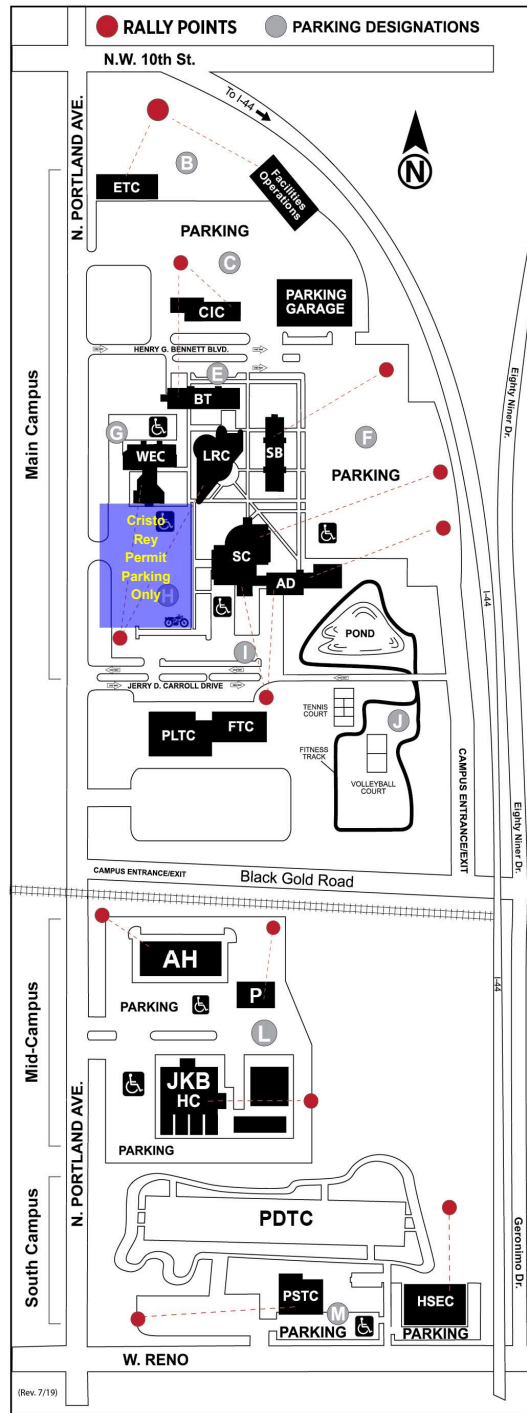 RALLY POINTS
PARKING DESIGNATIONS
N.W. 10th St.
To I-44
N. PORTLAND AVE.
N
B
ETC
Facilities
Operations
PARKING
C
CIC
PARKING
GARAGE
HENRY G. BENNETT BLVD.
Eighty Niner Dr.
E
BT
Main Campus
G
F
WEC
LRC
SB
PARKING
Cristo
Rey
Permit
Parking
Only
H
SC
AD
I-44
POND
I
JERRY D. CARROLL DRIVE
TENNIS
COURT
J
PLTC
FTC
FITNESS
TRACK
VOLLEYBALL
COURT
CAMPUS ENTRANCE/EXIT
Eighty Niner Dr.
CAMPUS ENTRANCE/EXIT
Black Gold Road
AH
I-44
P
PARKING
L
Mid-Campus
JKB
HC
N. PORTLAND AVE.
PARKING
South Campus
PDTC
Geronimo Dr.
PSTC
HSEC
M
PARKING
PARKING
W. RENO
(Rev. 7/19)